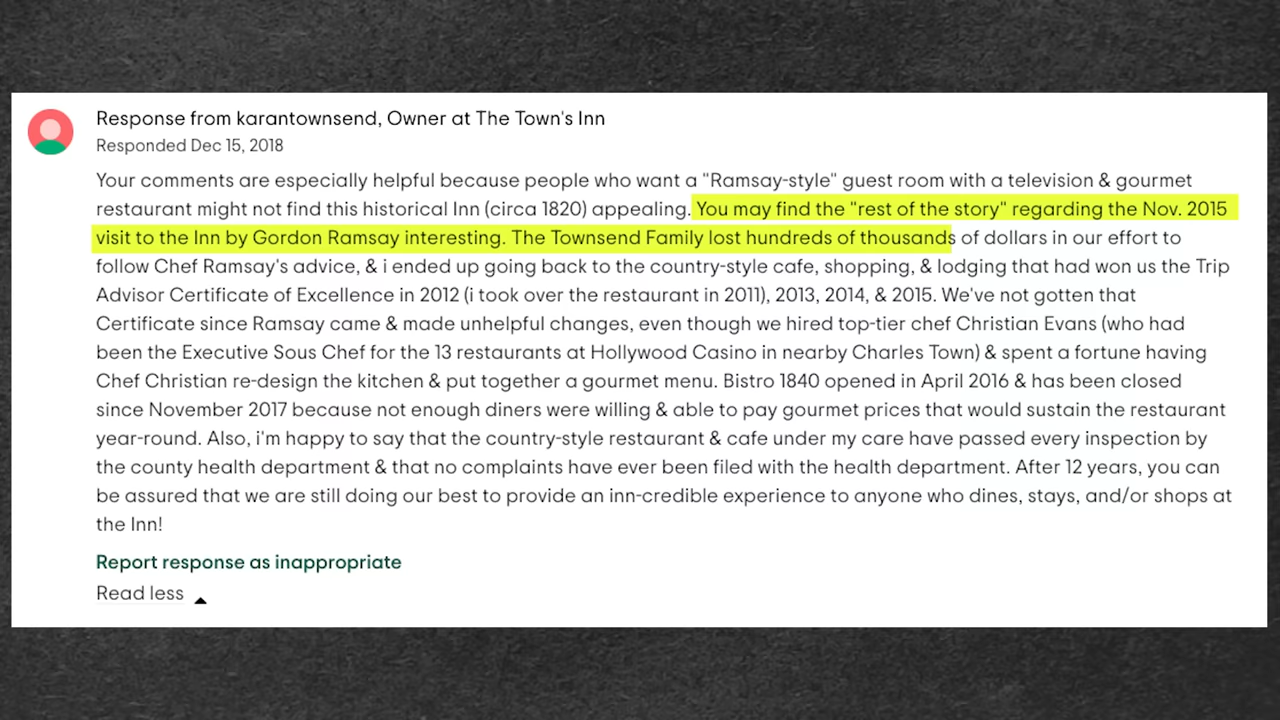 Response from karantownsend, Owner at The Town's Inn
Responded Dec 15, 2018
Your comments are especially helpful because people who want a "Ramsay-style" guest room with a television & gourmet
restaurant might not find this historical Inn (circa 1820) appealing. You may find the "rest of the story" regarding the Nov. 2015
visit to the Inn by Gordon Ramsay interesting. The Townsend Family lost hundreds of thousands of dollars in our effort to
follow Chef Ramsay's advice, & i ended up going back to the country-style cafe, shopping, & lodging that had won us the Trip
Advisor Certificate of Excellence in 2012 (i took over the restaurant in 2011), 2013, 2014, & 2015. We've not gotten that
Certificate since Ramsay came & made unhelpful changes, even though we hired top-tier chef Christian Evans (who had
been the Executive Sous Chef for the 13 restaurants at Hollywood Casino in nearby Charles Town) & spent a fortune having
Chef Christian re-design the kitchen & put together a gourmet menu. Bistro 1840 opened in April 2016 & has been closed
since November 2017 because not enough diners were willing & able to pay gourmet prices that would sustain the restaurant
year-round. Also, i'm happy to say that the country-style restaurant & cafe under my care have passed every inspection by
the county health department & that no complaints have ever been filed with the health department. After 12 years, you can
be assured that we are still doing our best to provide an inn-credible experience to anyone who dines, stays, and/or shops at
the Inn!
Report response as inappropriate
Read less